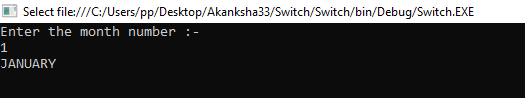 Select file:///C:/Users/pp/Desktop/Akanksha33/Switch/Switch/bin/Debug/Switch.EXE
Enter the month number :-
1
JANUARY